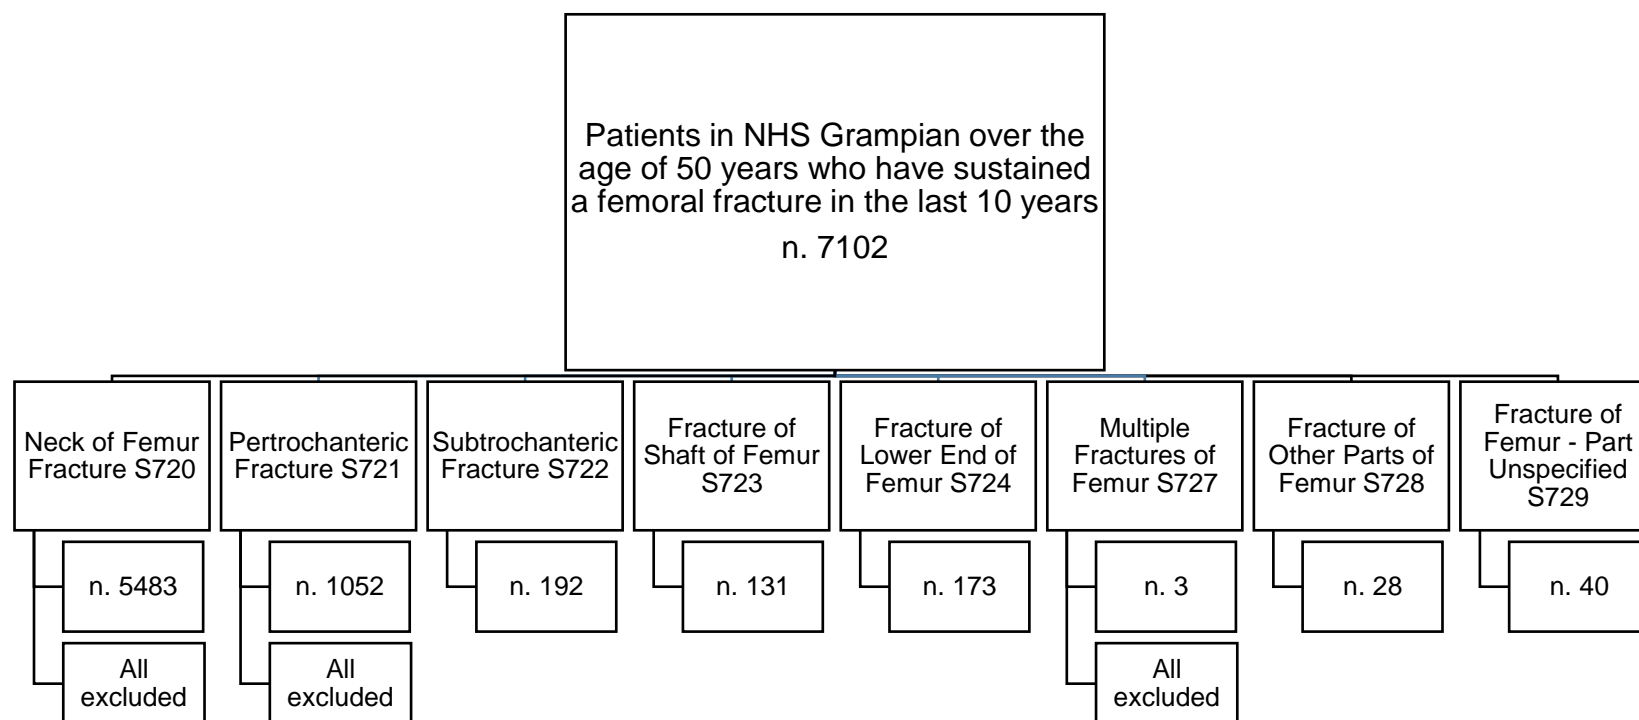 Patients in NHS Grampian over the
age of 50 years who have sustained
a femoral fracture in the last 10 years
n. 7102
Neck of Femur
Fracture S720
Pertrochanteric
Fracture S721
Subtrochanteric
Fracture S722
Fracture of
Shaft of Femur
S723
Fracture of
Lower End of
Femur S724
Multiple
Fractures of
Femur S727
Fracture of
Other Parts of
Femur S728
Fracture of
Femur - Part
Unspecified
S729
n. 5483
n. 1052
n. 192
n. 131
n. 173
n. 3
n. 28
n. 40
All
excluded
All
excluded
All
excluded